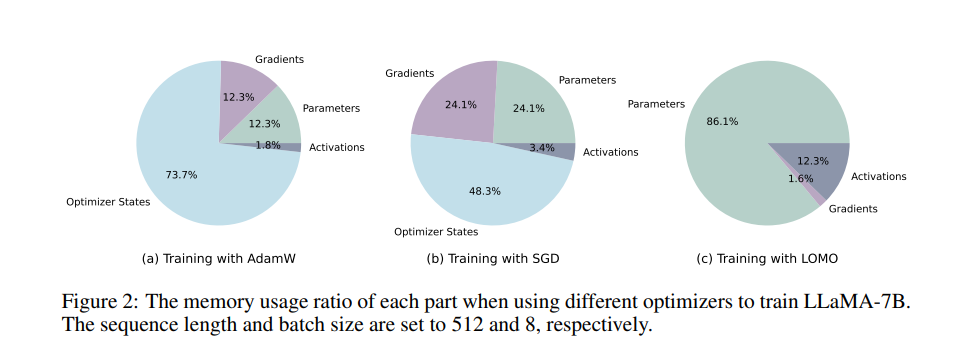 Gradients
12.3%
Parameters
12.3%
1.8%
Activations
73.7%
Optimizer States
(a) Training with AdamW
Gradients
24.1%
Parameters
24.1%
3.4%
Activations
48.3%
Optimizer States
(b) Training with SGD
Parameters
86.1%
12.3%
Activations
1.6%
Gradients
(c) Training with LOMO
Figure 2: The memory usage ratio of each part when using different optimizers to train LLaMA-7B.
The sequence length and batch size are set to 512 and 8, respectively.